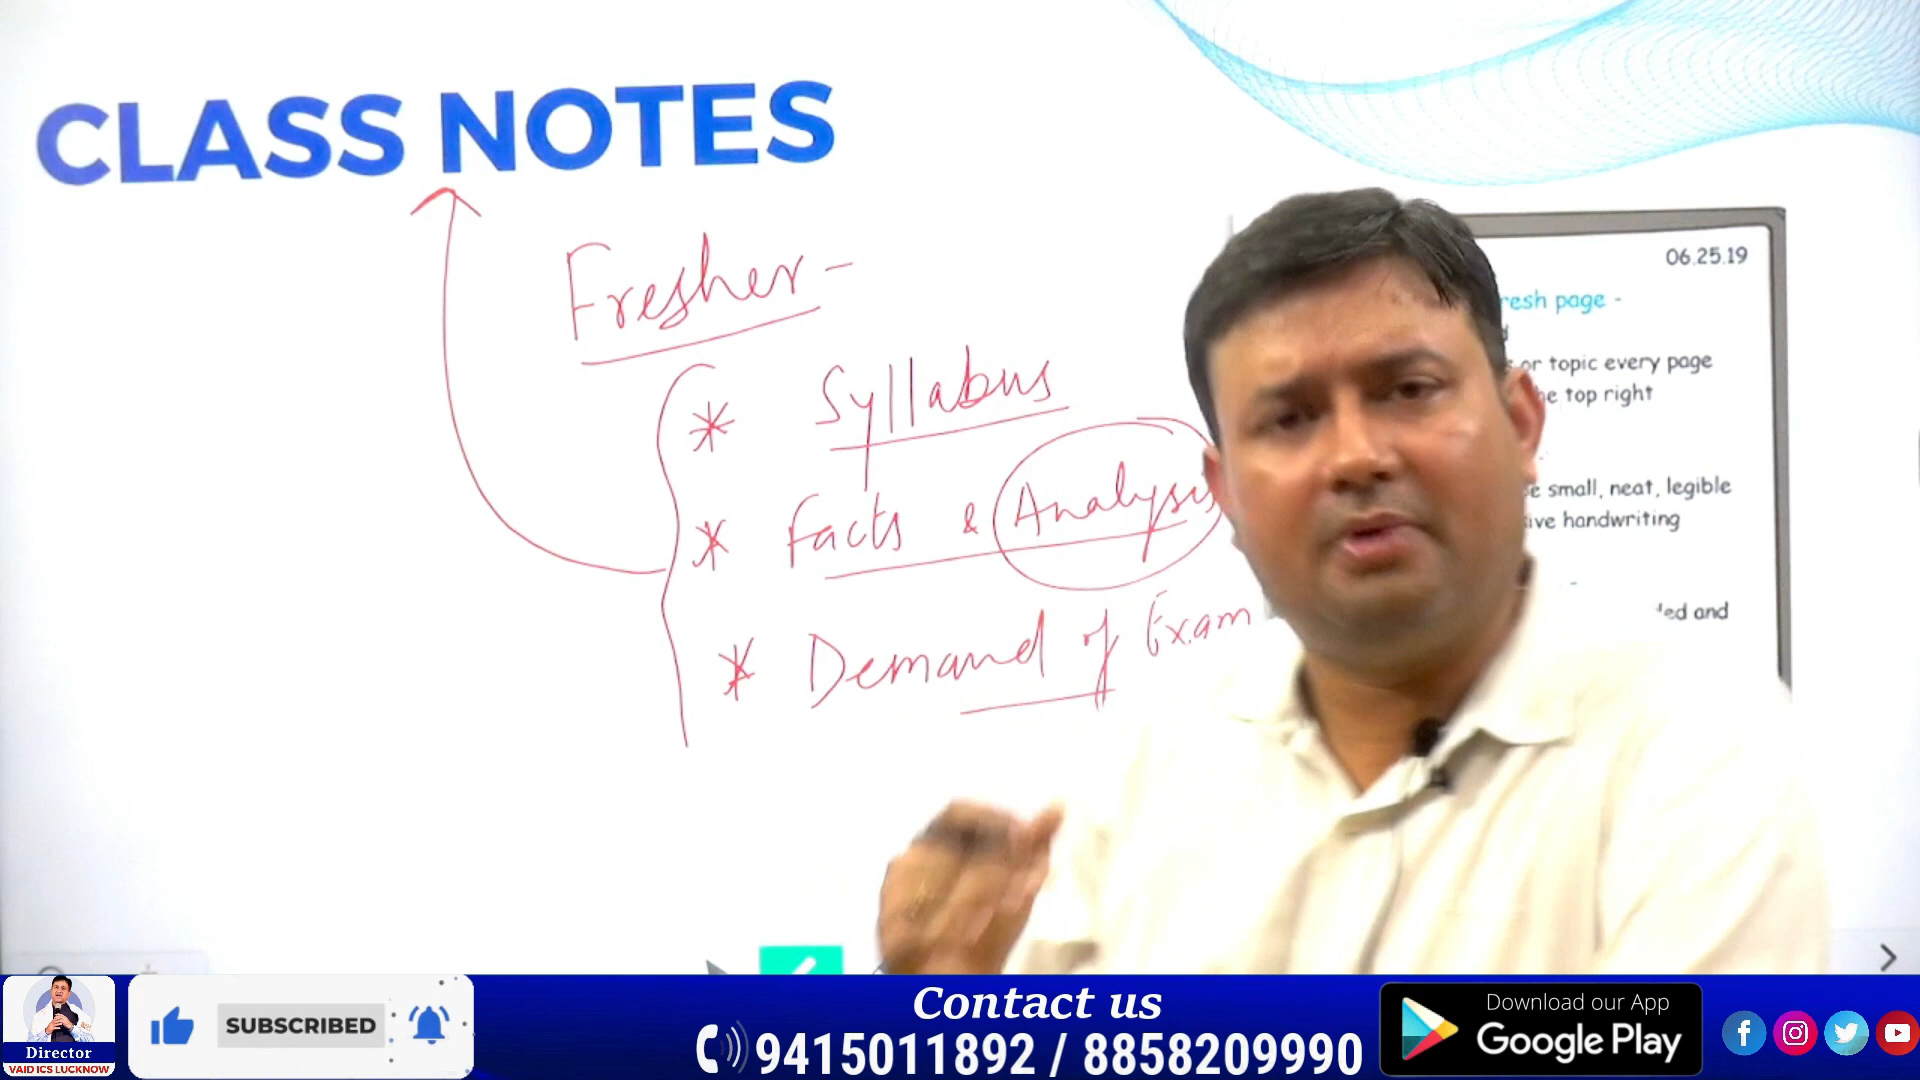 CLASS NOTES
Fresher -
* Syllabus
* Facts & Analysis
* Demand of Exam
06.25.19
resh page -
or topic every page
top right
small, neat, legible
handwriting
and
Director
VAID ICS LUCKNOW
SUBSCRIBED
Contact us
9415011892 / 8858209990
Download our App
Google Play